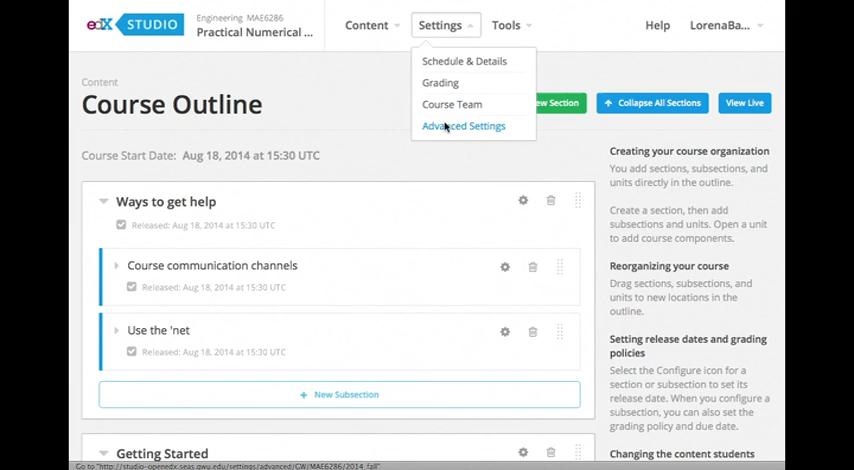 edX STUDIO
Engineering MAE6286
Practical Numerical ...
Content
Settings
Tools
Help
LorenaBa...
Schedule & Details
Grading
Course Team
Advanced Settings
Content
Course Outline
ew Section
Collapse All Sections
View Live
Course Start Date: Aug 18, 2014 at 15:30 UTC
Ways to get help
Released: Aug 18, 2014 at 15:30 UTC
Course communication channels
Released: Aug 18, 2014 at 15:30 UTC
Use the 'net
Released: Aug 18, 2014 at 15:30 UTC
+ New Subsection
Getting Started
Creating your course organization
You add sections, subsections, and
units directly in the outline.
Create a section, then add
subsections and units. Open a unit
to add course components.
Reorganizing your course
Drag sections, subsections, and
units to new locations in the
outline.
Setting release dates and grading
policies
Select the Configure icon for a
section or subsection to set its
release date. When you configure a
subsection, you can also set the
grading policy and due date.
Changing the content students
Go to "http://studio-openedx.seas.gwu.edu/settings/advanced/GW/MAE6286/2014_fall"